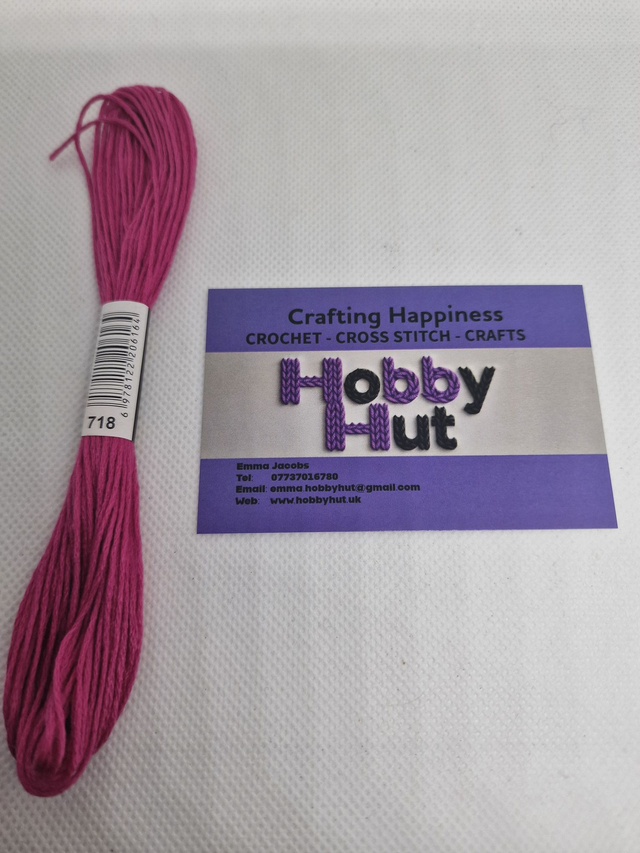 6 978122 206164
718
Crafting Happiness
CROCHET - CROSS STITCH - CRAFTS
Hobby
Hut
Emma Jacobs
Tel: 07737016780
Email: emma.hobbyhut@gmail.com
Web: www.hobbyhut.uk